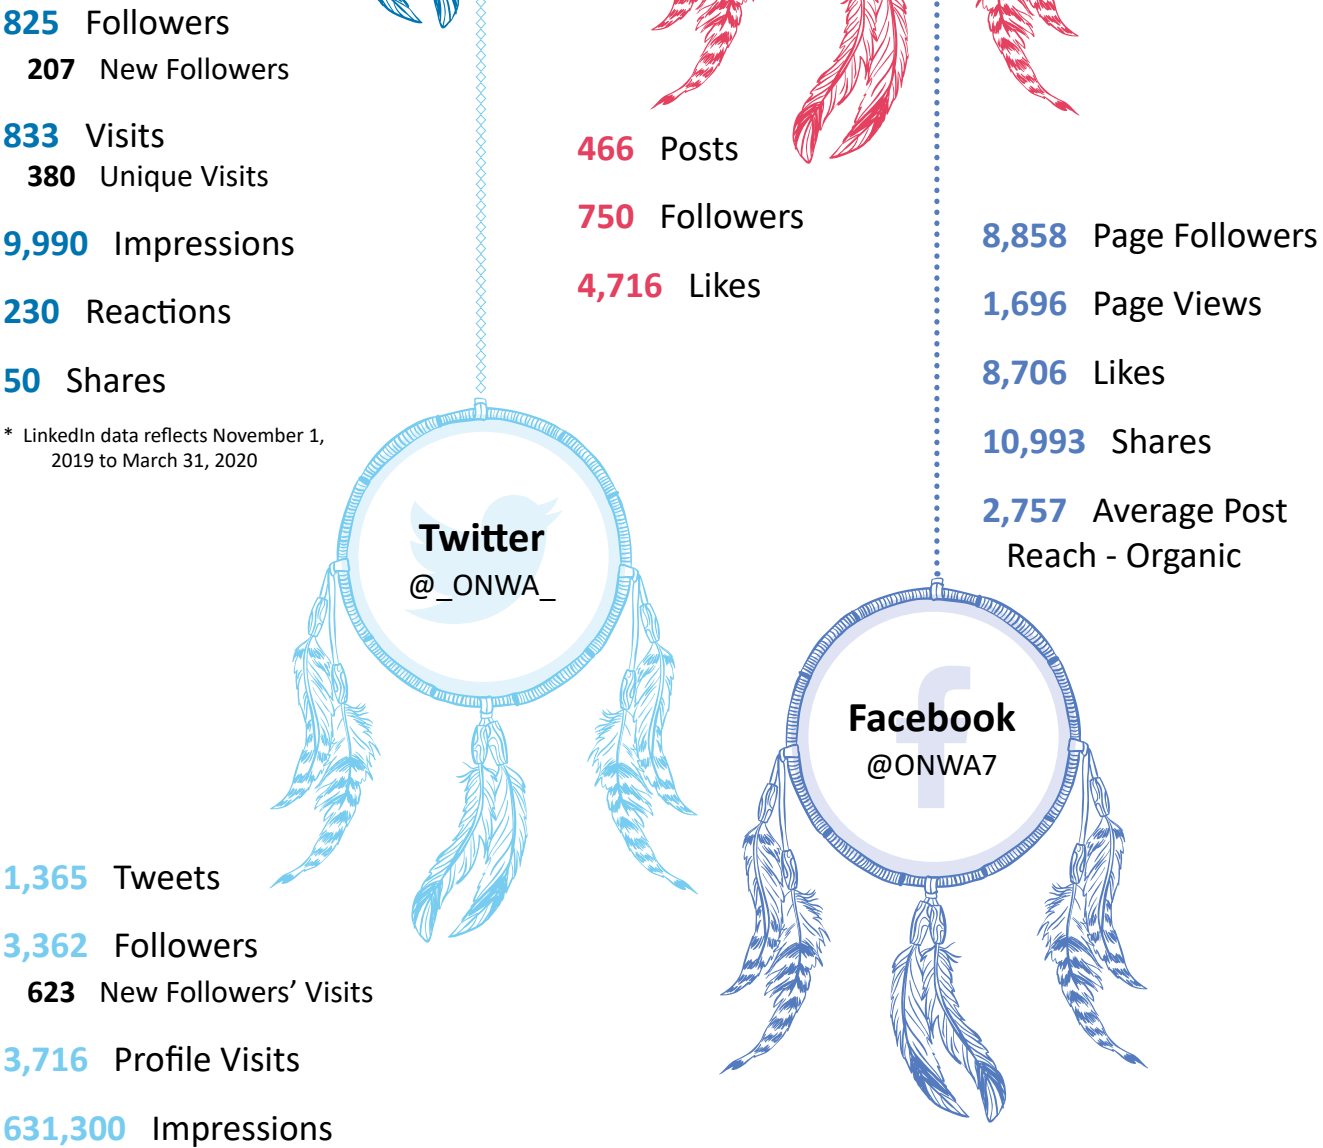 825 Followers
207 New Followers
833 Visits
380 Unique Visits
9,990 Impressions
230 Reactions
50 Shares
* LinkedIn data reflects November 1,
2019 to March 31, 2020
466 Posts
750 Followers
4,716 Likes
8,858 Page Followers
1,696 Page Views
8,706 Likes
10,993 Shares
2,757 Average Post
Reach - Organic
Twitter
@_ONWA_
Facebook
@ONWA7
1,365 Tweets
3,362 Followers
623 New Followers’ Visits
3,716 Profile Visits
631,300 Impressions